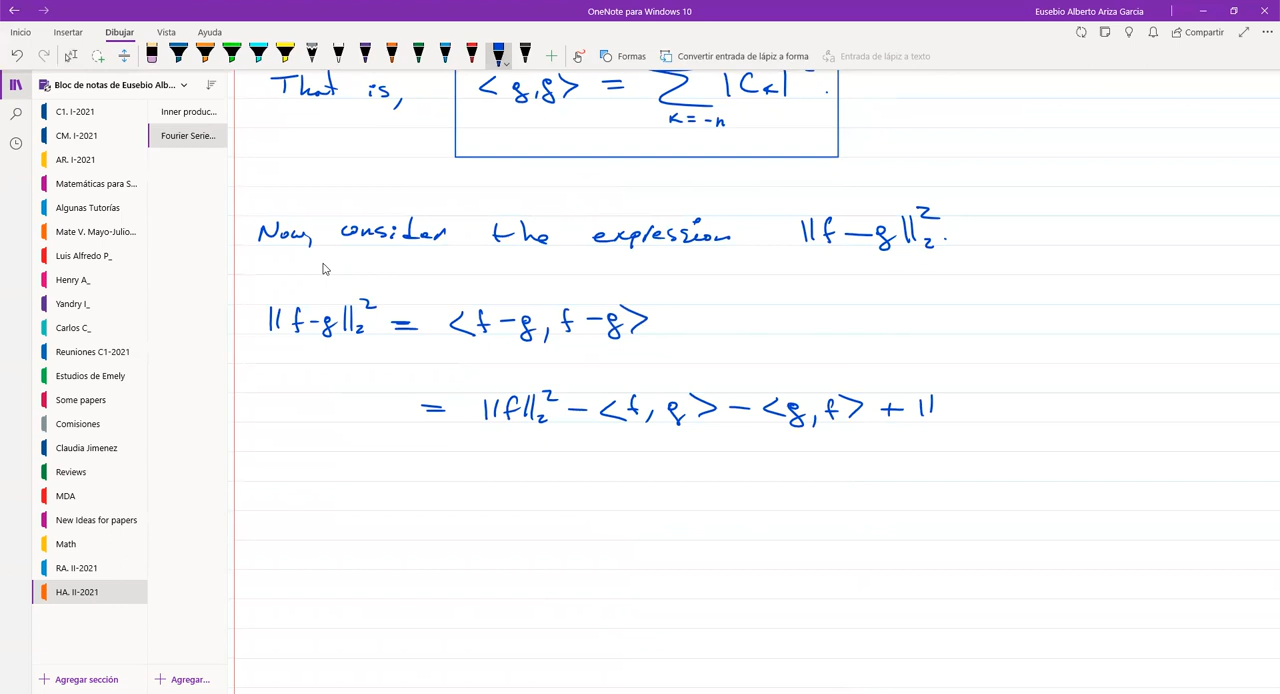 OneNote para Windows 10
Eusebio Alberto Ariza Garcia
Inicio Insertar Dibujar Vista Ayuda
Compartir
Formas Convertir entrada de lápiz a forma Entrada de lápiz a texto
Bloc de notas de Eusebio Alb...
C1. I-2021
CM. I-2021
AR. I-2021
Matemáticas para S...
Algunas Tutorías
Mate V. Mayo-Julio...
Luis Alfredo P_
Henry A_
Yandry I_
Carlos C_
Reuniones C1-2021
Estudios de Emely
Some papers
Comisiones
Claudia Jimenez
Reviews
MDA
New Ideas for papers
Math
RA. II-2021
HA. II-2021
Agregar sección
Inner produc...
Fourier Serie...
Agregar...
That is, <g,g> = ∑ |Cₖ| .
k = -n
Now, consider the expression ||f - g||₂².
||f-g||₂² = <f-g, f-g>
= ||f||₂² - <f, g> - <g, f> + ||